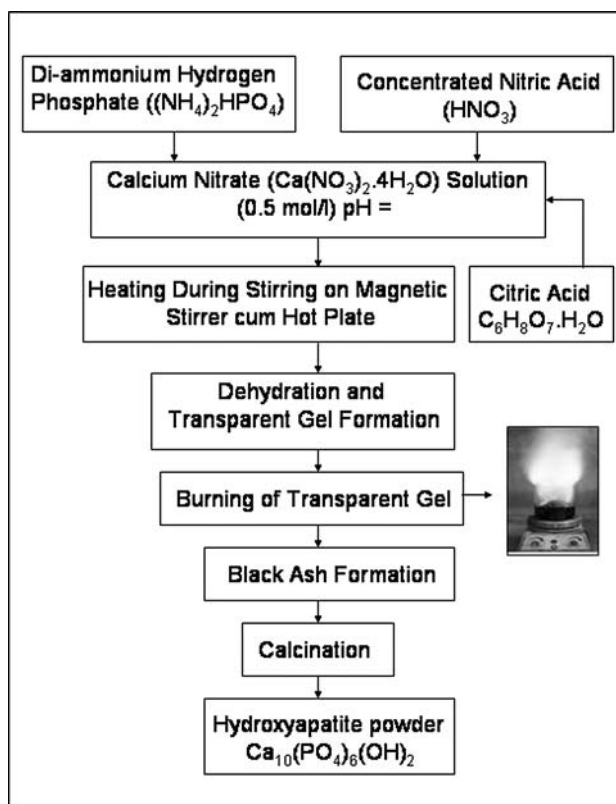 Di-ammonium Hydrogen
Phosphate ((NH₄)₂HPO₄)
Concentrated Nitric Acid
(HNO₃)
Calcium Nitrate (Ca(NO₃)₂.4H₂O) Solution
(0.5 mol/l) pH =
Heating During Stirring on Magnetic
Stirrer cum Hot Plate
Citric Acid
C₆H₈O₇.H₂O
Dehydration and
Transparent Gel Formation
Burning of Transparent Gel
Black Ash Formation
Calcination
Hydroxyapatite powder
Ca₁₀(PO₄)₆(OH)₂